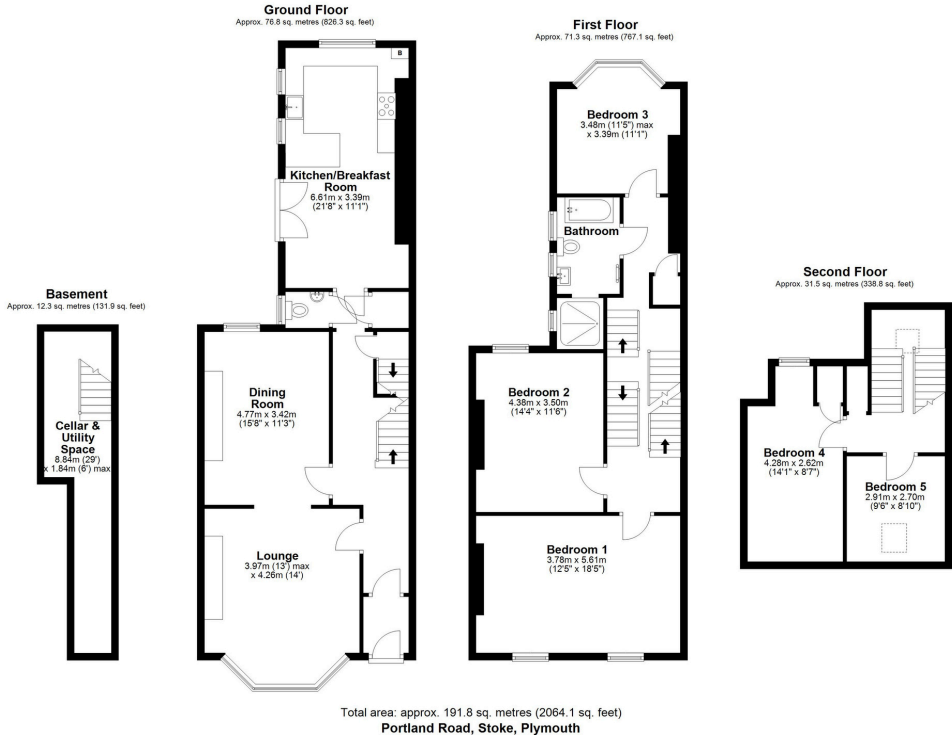 Ground Floor
Approx. 76.8 sq. metres (826.3 sq. feet)
B
Kitchen/Breakfast
Room
6.61m x 3.39m
(21'8" x 11'1")
Dining
Room
4.77m x 3.42m
(15'8" x 11'3")
Lounge
3.97m (13') max
x 4.26m (14')
Basement
Approx. 12.3 sq. metres (131.9 sq. feet)
Cellar &
Utility
Space
8.84m (29')
x 1.84m (6') max
First Floor
Approx. 71.3 sq. metres (767.1 sq. feet)
Bedroom 3
3.48m (11'5") max
x 3.39m (11'1")
Bathroom
Bedroom 2
4.38m x 3.50m
(14'4" x 11'6")
Bedroom 1
3.78m x 5.61m
(12'5" x 18'5")
Second Floor
Approx. 31.5 sq. metres (338.8 sq. feet)
Bedroom 4
4.28m x 2.62m
(14'1" x 8'7")
Bedroom 5
2.91m x 2.70m
(9'6" x 8'10")
Total area: approx. 191.8 sq. metres (2064.1 sq. feet)
Portland Road, Stoke, Plymouth